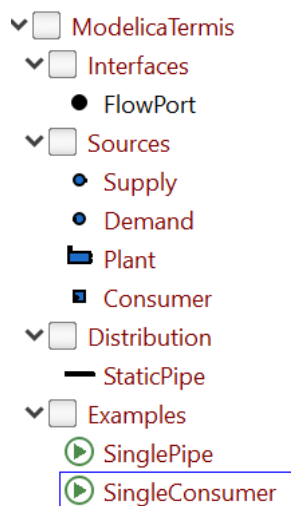 ModelicaTermis
Interfaces
FlowPort
Sources
Supply
Demand
Plant
Consumer
Distribution
StaticPipe
Examples
SinglePipe
SingleConsumer